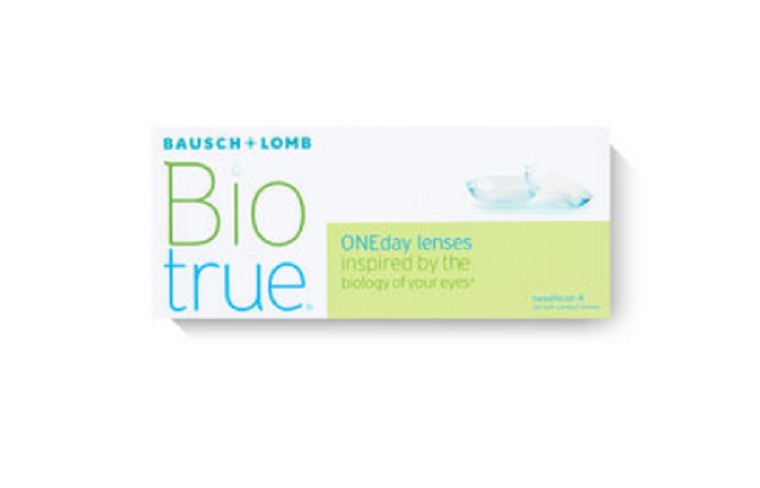 BAUSCH + LOMB
Bio
true®
ONEday lenses
inspired by the
biology of your eyes*
nesofilcon A